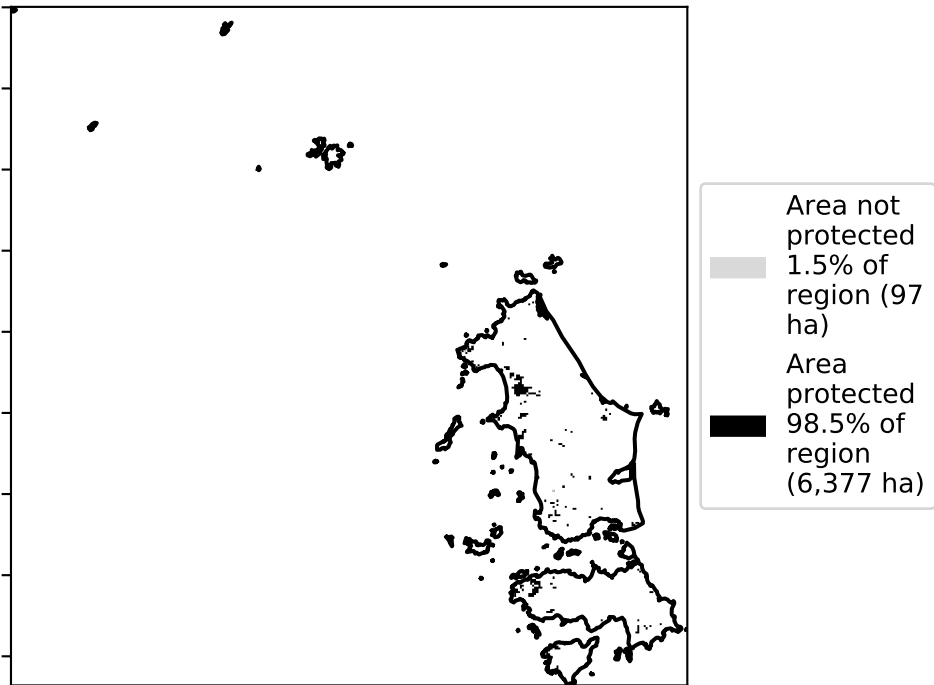 Area not
protected
1.5% of
region (97
ha)
Area
protected
98.5% of
region
(6,377 ha)